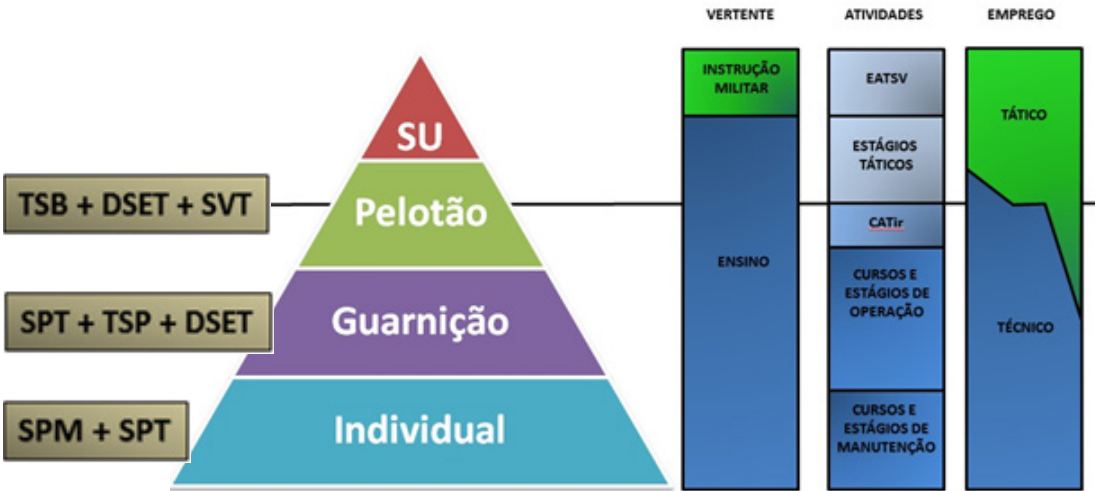 VERTENTE
ATIVIDADES
EMPREGO
TSB + DSET + SVT
SPT + TSP + DSET
SPM + SPT
SU
Pelotão
Guarnição
Individual
INSTRUÇÃO
MILITAR
ENSINO
EATSV
ESTÁGIOS
TÁTICOS
CATir
CURSOS E
ESTÁGIOS DE
OPERAÇÃO
CURSOS E
ESTÁGIOS DE
MANUTENÇÃO
TÁTICO
TÉCNICO